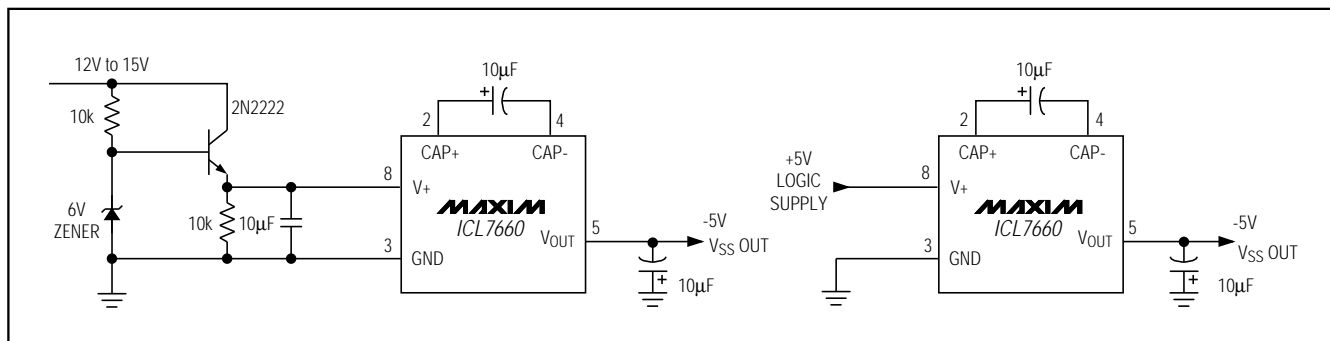 12V to 15V
10k
2N2222
6V
ZENER
10k
10µF
10µF
2
4
CAP+
CAP-
8
V+
MAXIM
ICL7660
3
GND
VOUT
5
-5V
VSS OUT
10µF
+5V
LOGIC
SUPPLY
10µF
2
4
CAP+
CAP-
8
V+
MAXIM
ICL7660
3
GND
VOUT
5
-5V
VSS OUT
10µF